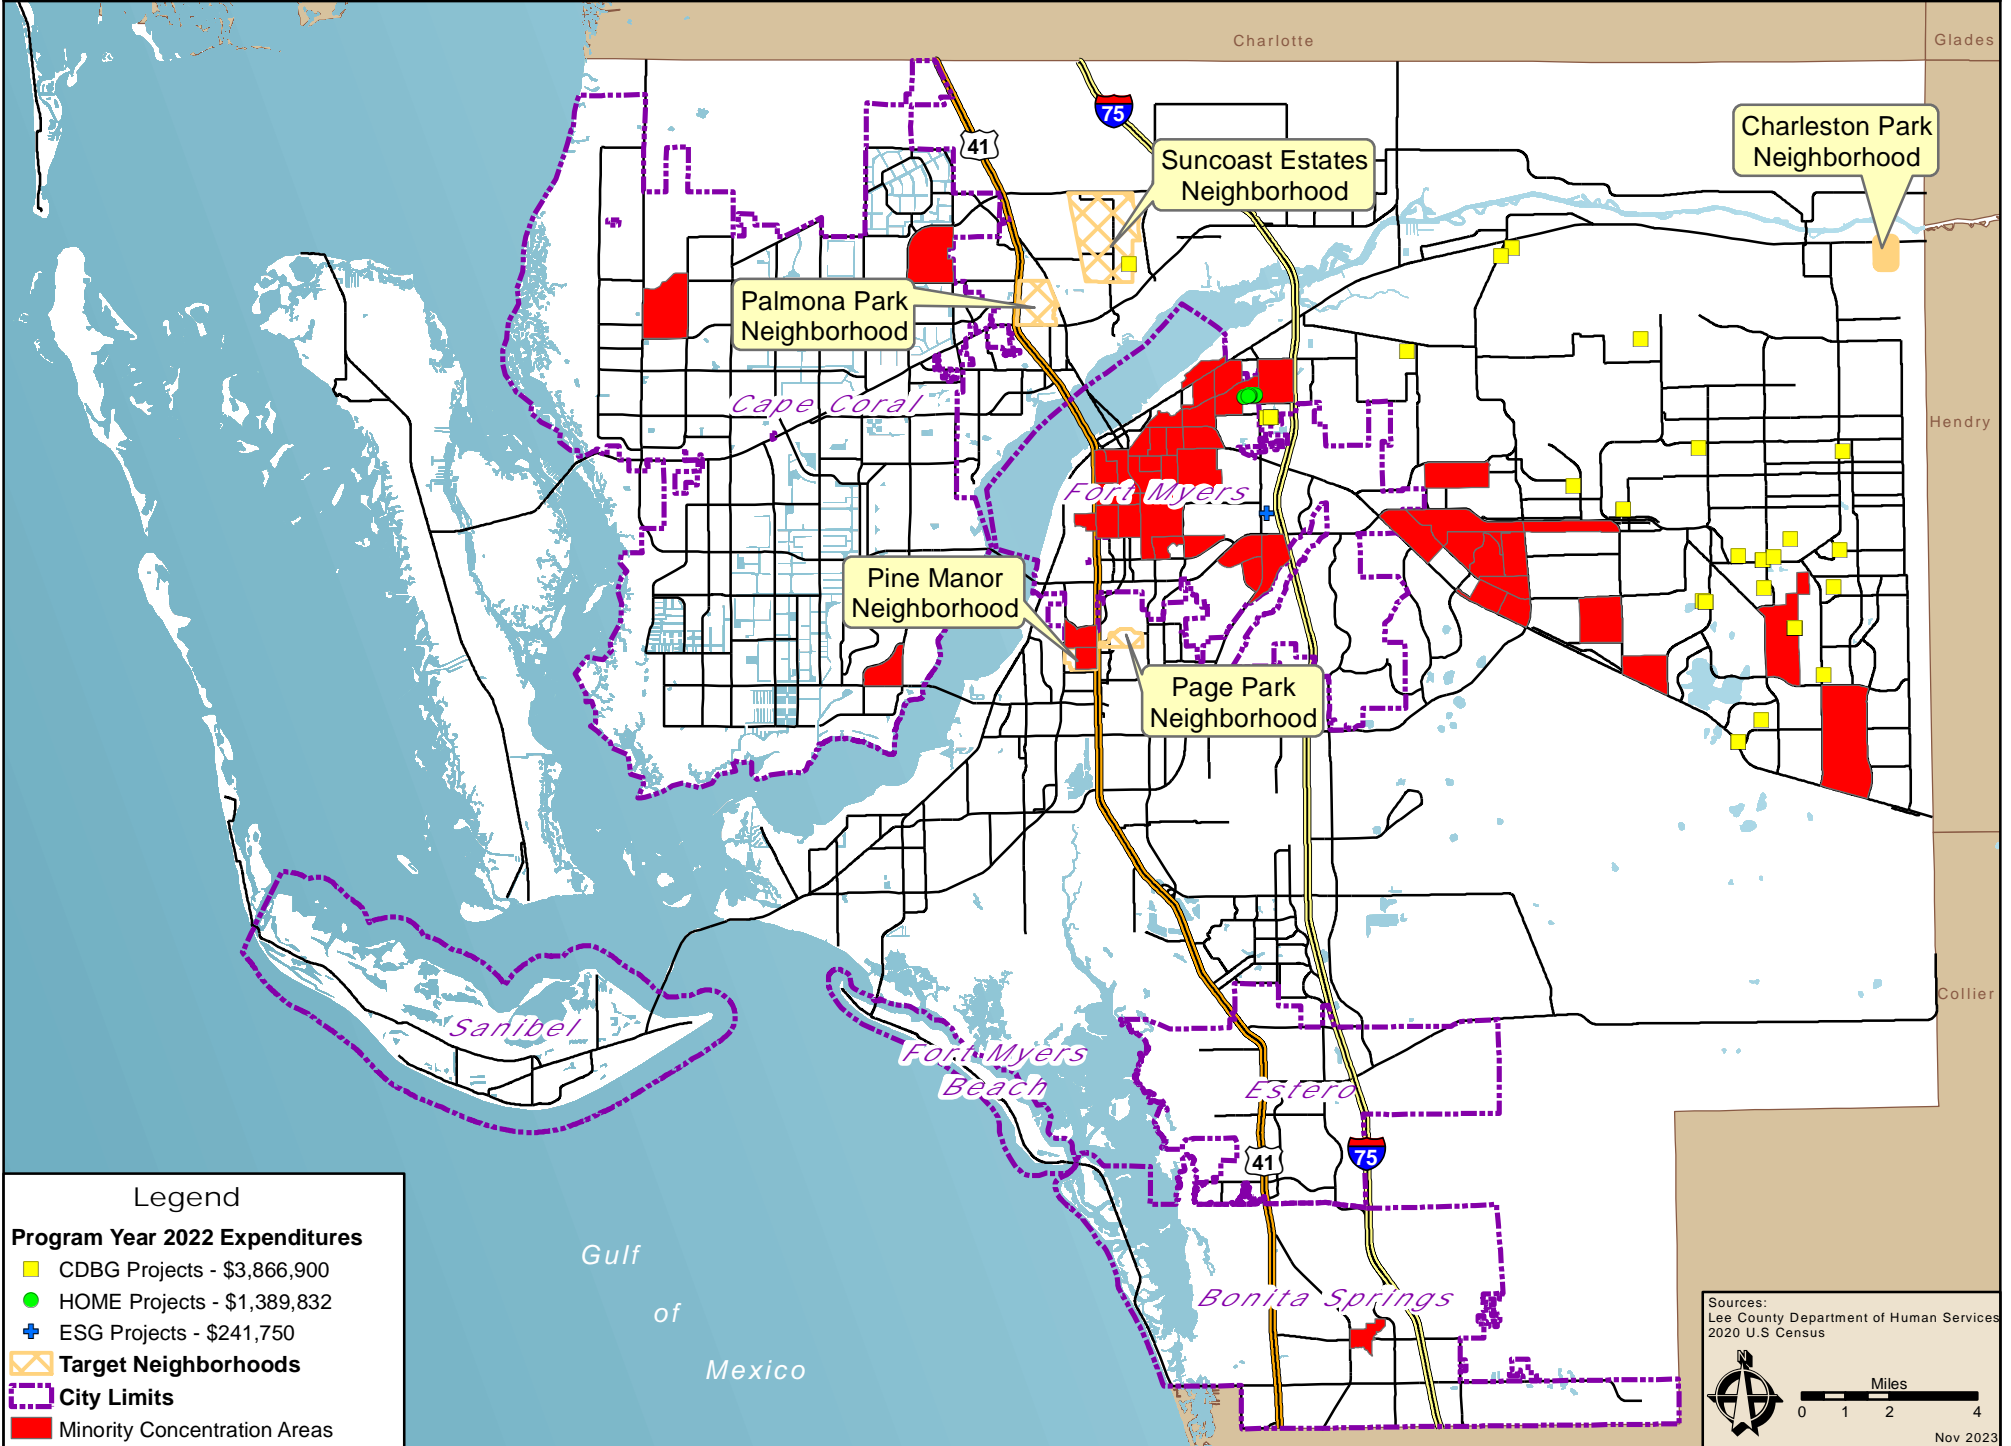 Charlotte
Glades
75
41
Charleston Park
Neighborhood
Suncoast Estates
Neighborhood
Palmona Park
Neighborhood
Cape Coral
Hendry
Fort Myers
Pine Manor
Neighborhood
Page Park
Neighborhood
Collier
Sanibel
Fort Myers
Beach
Estero
41
75
Bonita Springs
Gulf
of
Mexico
Legend
Program Year 2022 Expenditures
CDBG Projects - $3,866,900
HOME Projects - $1,389,832
ESG Projects - $241,750
Target Neighborhoods
City Limits
Minority Concentration Areas
Sources:
Lee County Department of Human Services
2020 U.S Census
N
Miles
0 1 2 4
Nov 2023